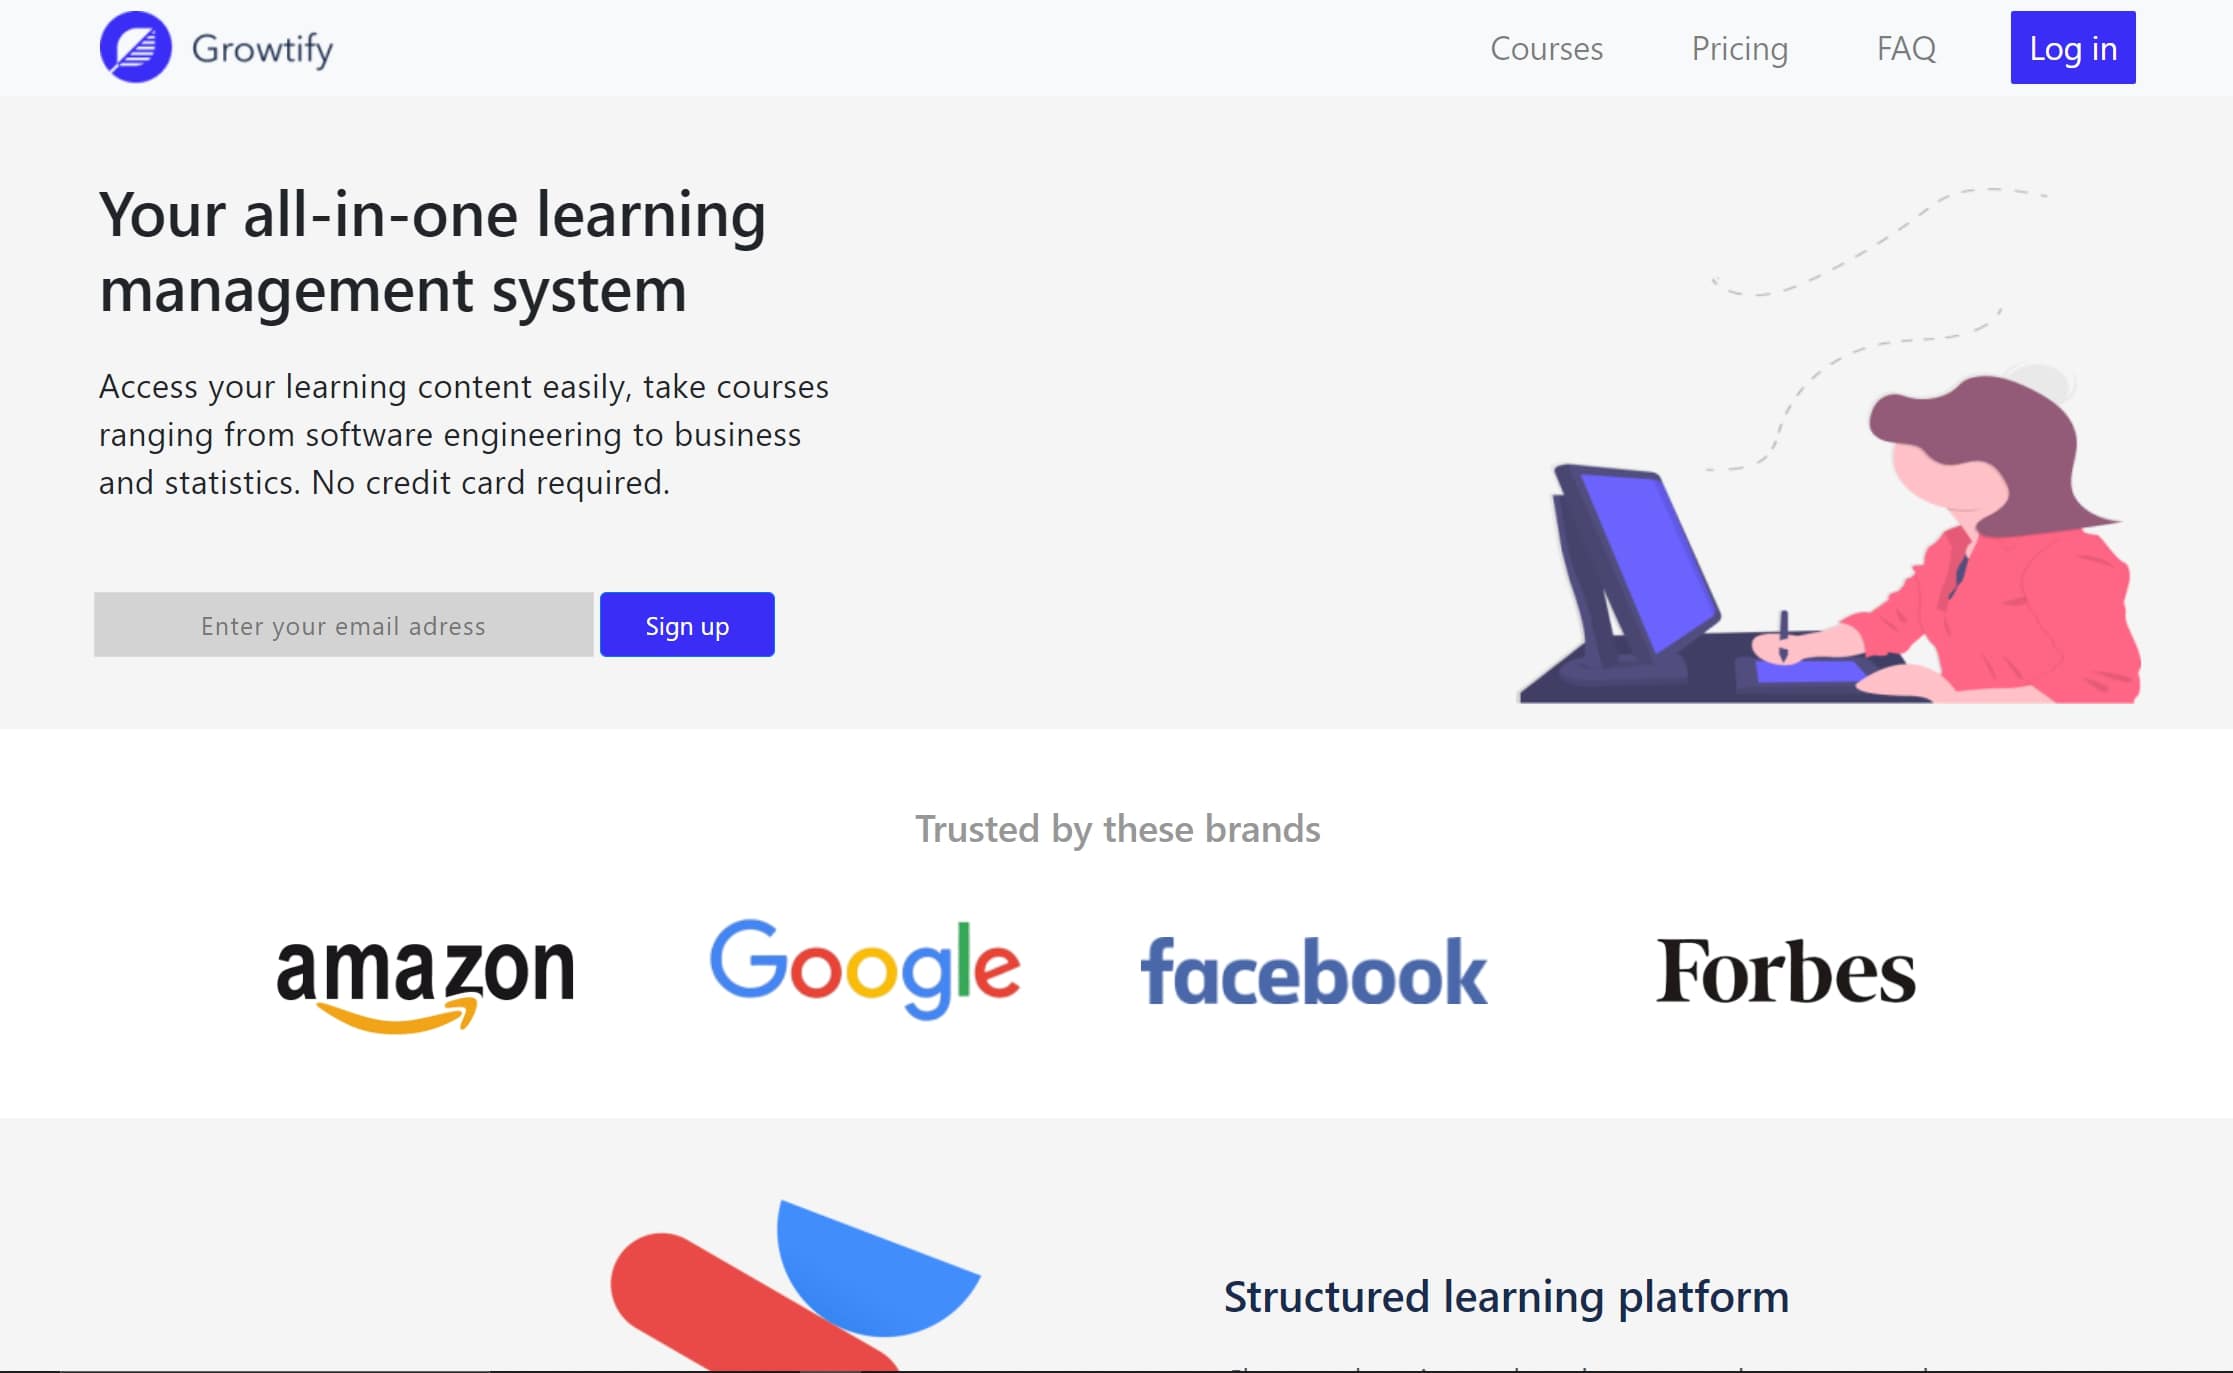 Growtify
Courses
Pricing
FAQ
Log in
Your all-in-one learning
management system
Access your learning content easily, take courses
ranging from software engineering to business
and statistics. No credit card required.
Enter your email adress
Sign up
Trusted by these brands
amazon
Google
facebook
Forbes
Structured learning platform